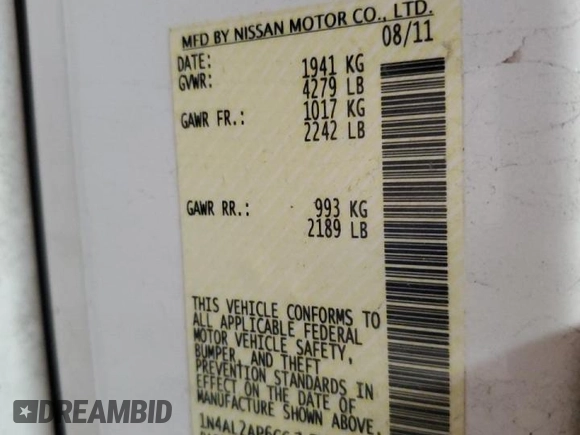 MFD BY NISSAN MOTOR CO., LTD.
DATE: 08/11
GVWR: 1941 KG
4279 LB
GAWR FR.: 1017 KG
2242 LB
GAWR RR.: 993 KG
2189 LB
THIS VEHICLE CONFORMS TO
ALL APPLICABLE FEDERAL
MOTOR VEHICLE SAFETY,
BUMPER, AND THEFT
PREVENTION STANDARDS IN
EFFECT ON THE DATE OF
MANUFACTURE SHOWN ABOVE.
DREAMBID